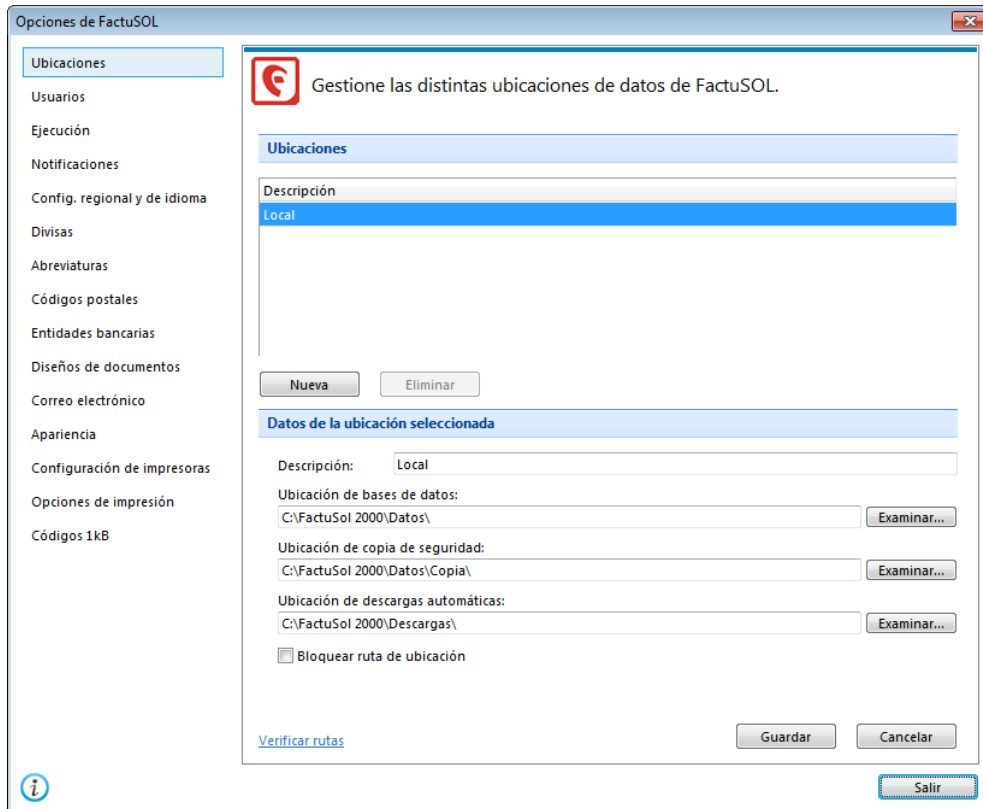 Opciones de FactuSOL
Ubicaciones
Usuarios
Ejecución
Notificaciones
Config. regional y de idioma
Divisas
Abreviaturas
Códigos postales
Entidades bancarias
Diseños de documentos
Correo electrónico
Apariencia
Configuración de impresoras
Opciones de impresión
Códigos 1kB
Gestione las distintas ubicaciones de datos de FactuSOL.
Ubicaciones
Descripción
Local
Nueva
Eliminar
Datos de la ubicación seleccionada
Descripción: Local
Ubicación de bases de datos:
C:\FactuSol 2000\Datos\ Examinar...
Ubicación de copia de seguridad:
C:\FactuSol 2000\Datos\Copia\ Examinar...
Ubicación de descargas automáticas:
C:\FactuSol 2000\Descargas\ Examinar...
Bloquear ruta de ubicación
Verificar rutas
Guardar
Cancelar
Salir